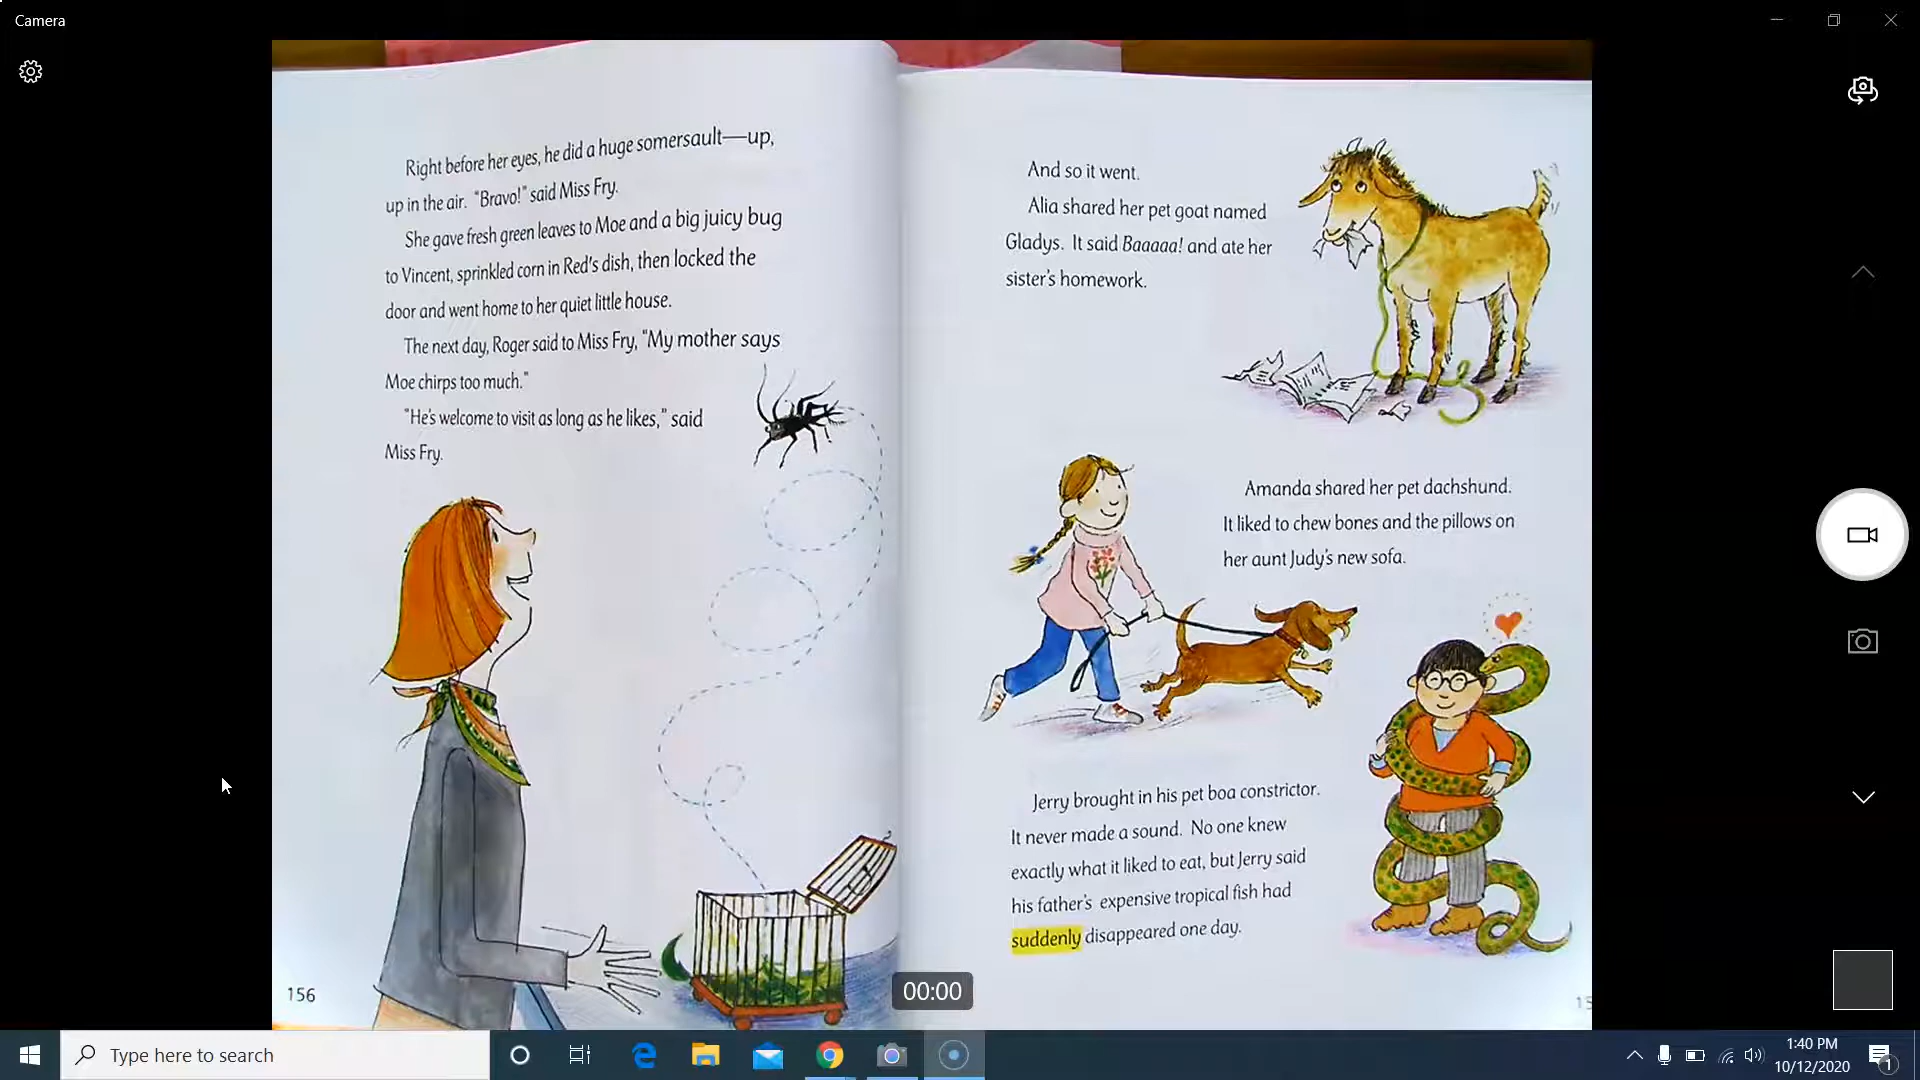 Camera
Right before her eyes, he did a huge somersault—up,
up in the air. "Bravo!" said Miss Fry.
She gave fresh green leaves to Moe and a big juicy bug
to Vincent, sprinkled corn in Red's dish, then locked the
door and went home to her quiet little house.
The next day, Roger said to Miss Fry, "My mother says
Moe chirps too much."
"He's welcome to visit as long as he likes," said
Miss Fry.
156
And so it went.
Alia shared her pet goat named
Gladys. It said Baaaaa! and ate her
sister's homework.
Amanda shared her pet dachshund.
It liked to chew bones and the pillows on
her aunt Judy's new sofa.
Jerry brought in his pet boa constrictor.
It never made a sound. No one knew
exactly what it liked to eat, but Jerry said
his father's expensive tropical fish had
suddenly disappeared one day.
00:00
Type here to search
1:40 PM
10/12/2020
1